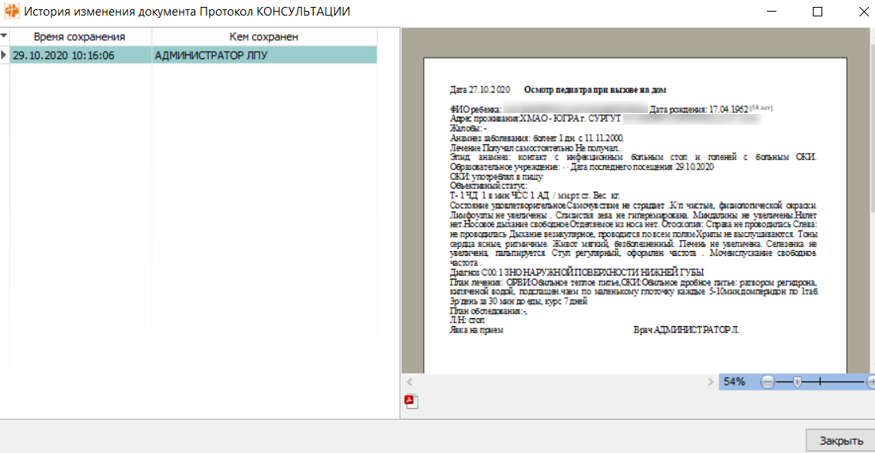 История изменения документа Протокол КОНСУЛЬТАЦИИ
Время сохранения Кем сохранен
29.10.2020 10:16:06 АДМИНИСТРАТОР ЛПУ
Дата 27.10.2020 Осмотр педиатра при вызове на дом
ФИО ребенка: Дата рождения: 17.04.1962 (58 лет)
Адрес проживания:ХМАО - ЮГРА г. СУРГУТ
Жалобы: -
Анамнез заболевания: болеет 1 дн. с 11.11.2000.
Лечение Получал самостоятельно Не получал.
Эпид. анамнез: контакт с инфекционным больным стоп и голеней с больным ОКИ.
Образовательное учреждение: - - Дата последнего посещения 29.10.2020
ОКИ: употреблял в пищу
Объективный статус:
Т- 1 ЧД 1 в мин ЧСС 1 АД / мм рт ст. Вес кг.
Состояние удовлетворительное.Самочувствие не страдает .К/п чистые, физиологической окраски.
Лимфоузлы не увеличены . Слизистая зева не гиперемирована. Миндалины не увеличены.Налет
нет.Носовое дыхание свободное.Отделяемое из носа нет. Отоскопия: Справа не проводилась Слева:
не проводилась Дыхание везикулярное, проводится по всем полям.Хрипы не выслушиваются. Тоны
сердца ясные, ритмичные. Живот мягкий, безболезненный. Печень не увеличена. Селезенка не
увеличена, пальпируется. Стул регулярный, оформлен частота . Мочеиспускание свободное
частота .
Диагноз C00.1 ЗНО НАРУЖНОЙ ПОВЕРХНОСТИ НИЖНЕЙ ГУБЫ
План лечения: ОРВИ:Обильное теплое питье,ОКИ:Обильное дробное питье: раствором регидрона,
кипяченой водой, подслащен.чаем по маленькому глоточку каждые 5-10мин.домперидон по 1таб.
3р/день за 30 мин до еды, курс 7 дней
План обследования:-,
Л/Н: стоп
Явка на прием Врач АДМИНИСТРАТОР Л.
54%
Закрыть